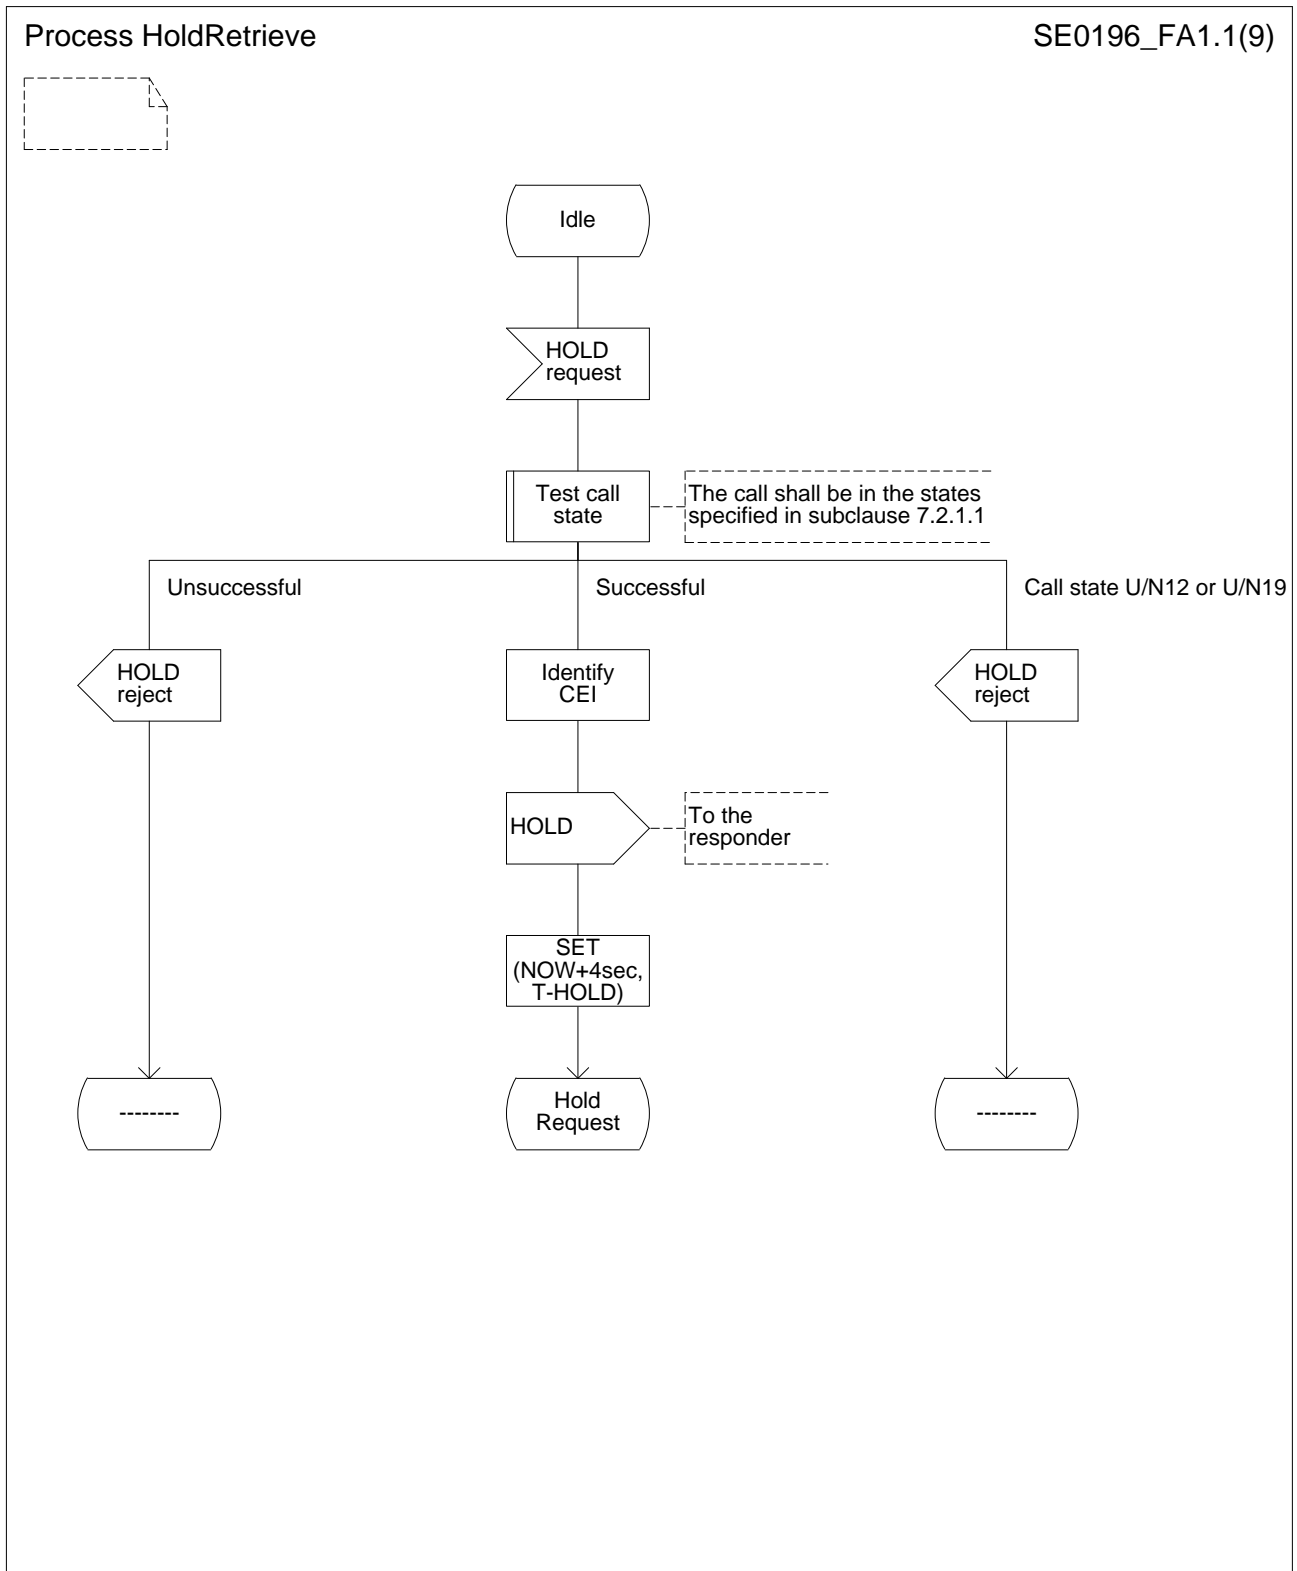 Process HoldRetrieve
SE0196_FA1.1(9)
Idle
HOLD
request
Test call
state
The call shall be in the states
specified in subclause 7.2.1.1
Unsuccessful
Successful
Call state U/N12 or U/N19
HOLD
reject
Identify
CEI
HOLD
reject
HOLD
To the
responder
SET
(NOW+4sec,
T-HOLD)
--------
Hold
Request
--------